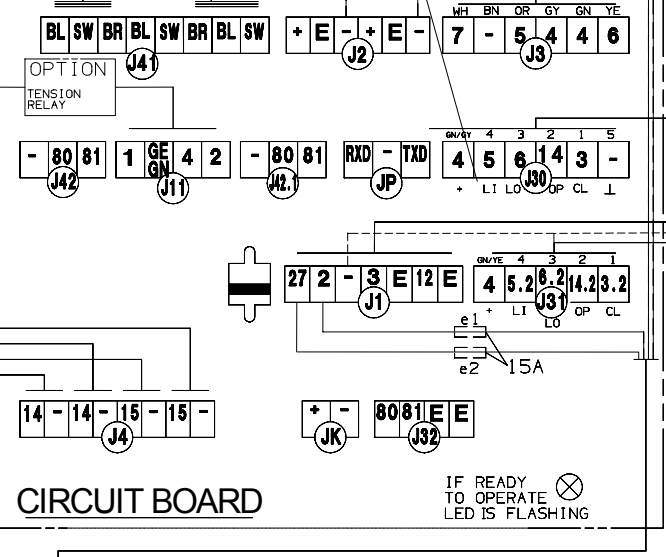 WH BN OR GY GN YE
BL SW BR BL SW BR BL SW
J41
+ E - + E -
J2
7 - 5 4 4 6
J3
OPTION
TENSION
RELAY
- 80 81
J42
1 GE GN 4 2
J11
- 80 81
J42.1
RXD - TXD
JP
GN/GY 4 3 2 1 5
4 5 6 14 3 -
J30
+ LI LO OP CL ⊥
27 2 - 3 E 12 E
J1
GN/YE 4 3 2 1
4 5.2 6.2 14.2 3.2
J31
+ LI LO OP CL
e1
e2
15A
14 - 14 - 15 - 15 -
J4
+ -
JK
80 81 E E
J32
CIRCUIT BOARD
IF READY
TO OPERATE
LED IS FLASHING